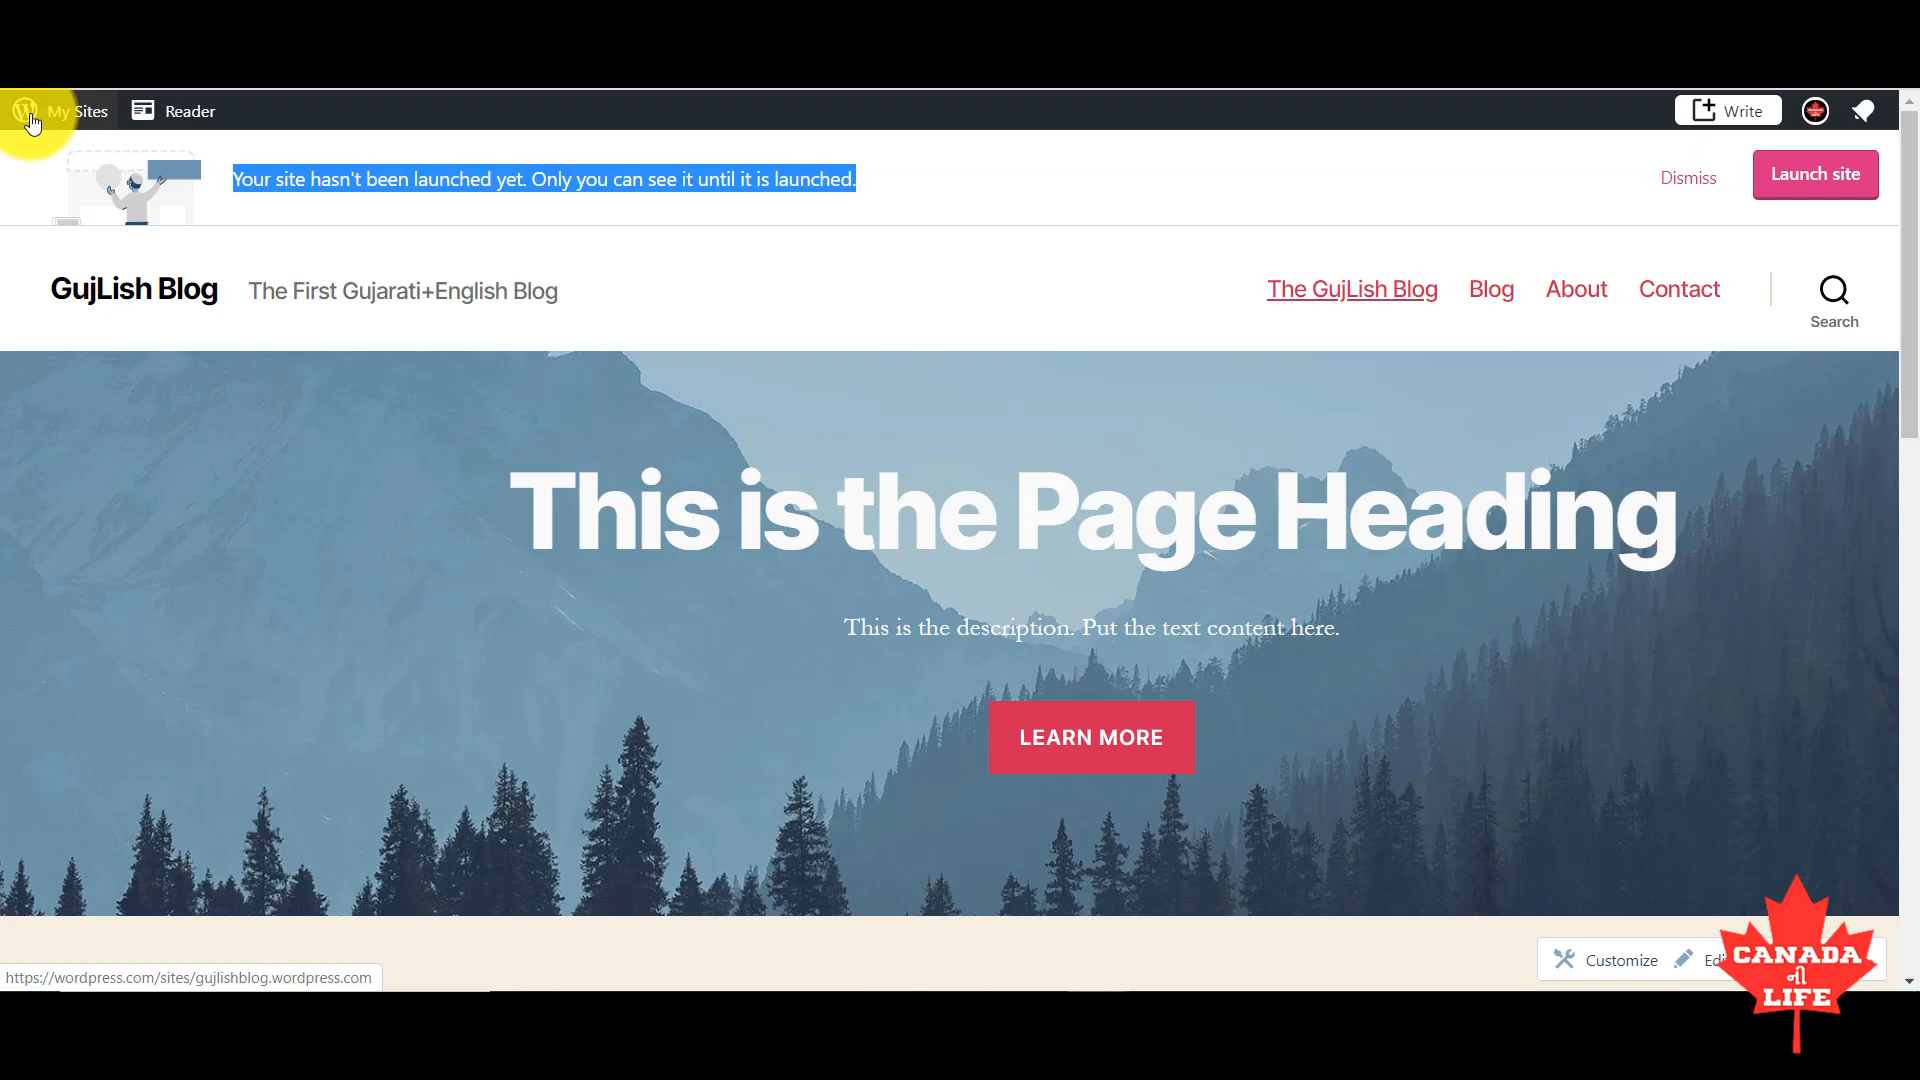 My Sites
Reader
Write
Your site hasn't been launched yet. Only you can see it until it is launched.
Dismiss
Launch site
GujLish Blog
The First Gujarati+English Blog
The GujLish Blog
Blog
About
Contact
Search
This is the Page Heading
This is the description. Put the text content here.
LEARN MORE
Customize
CANADA
ની
LIFE
https://wordpress.com/sites/gujlishblog.wordpress.com